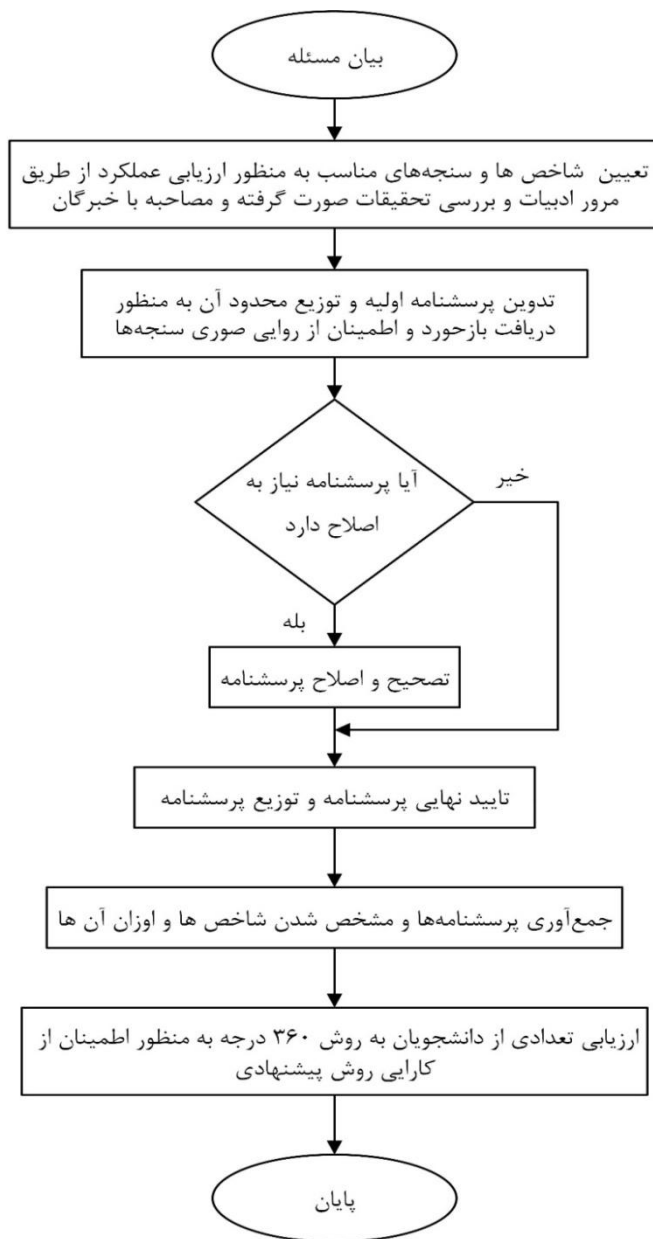 بیان مسئله
تعیین شاخص ها و سنجه‌های مناسب به منظور ارزیابی عملکرد از طریق
مرور ادبیات و بررسی تحقیقات صورت گرفته و مصاحبه با خبرگان
تدوین پرسشنامه اولیه و توزیع محدود آن به منظور
دریافت بازخورد و اطمینان از روایی صوری سنجه‌ها
آیا پرسشنامه نیاز به
اصلاح دارد
خیر
بله
تصحیح و اصلاح پرسشنامه
تایید نهایی پرسشنامه و توزیع پرسشنامه
جمع‌آوری پرسشنامه‌ها و مشخص شدن شاخص ها و اوزان آن ها
ارزیابی تعدادی از دانشجویان به روش ۳۶۰ درجه به منظور اطمینان از
کارایی روش پیشنهادی
پایان